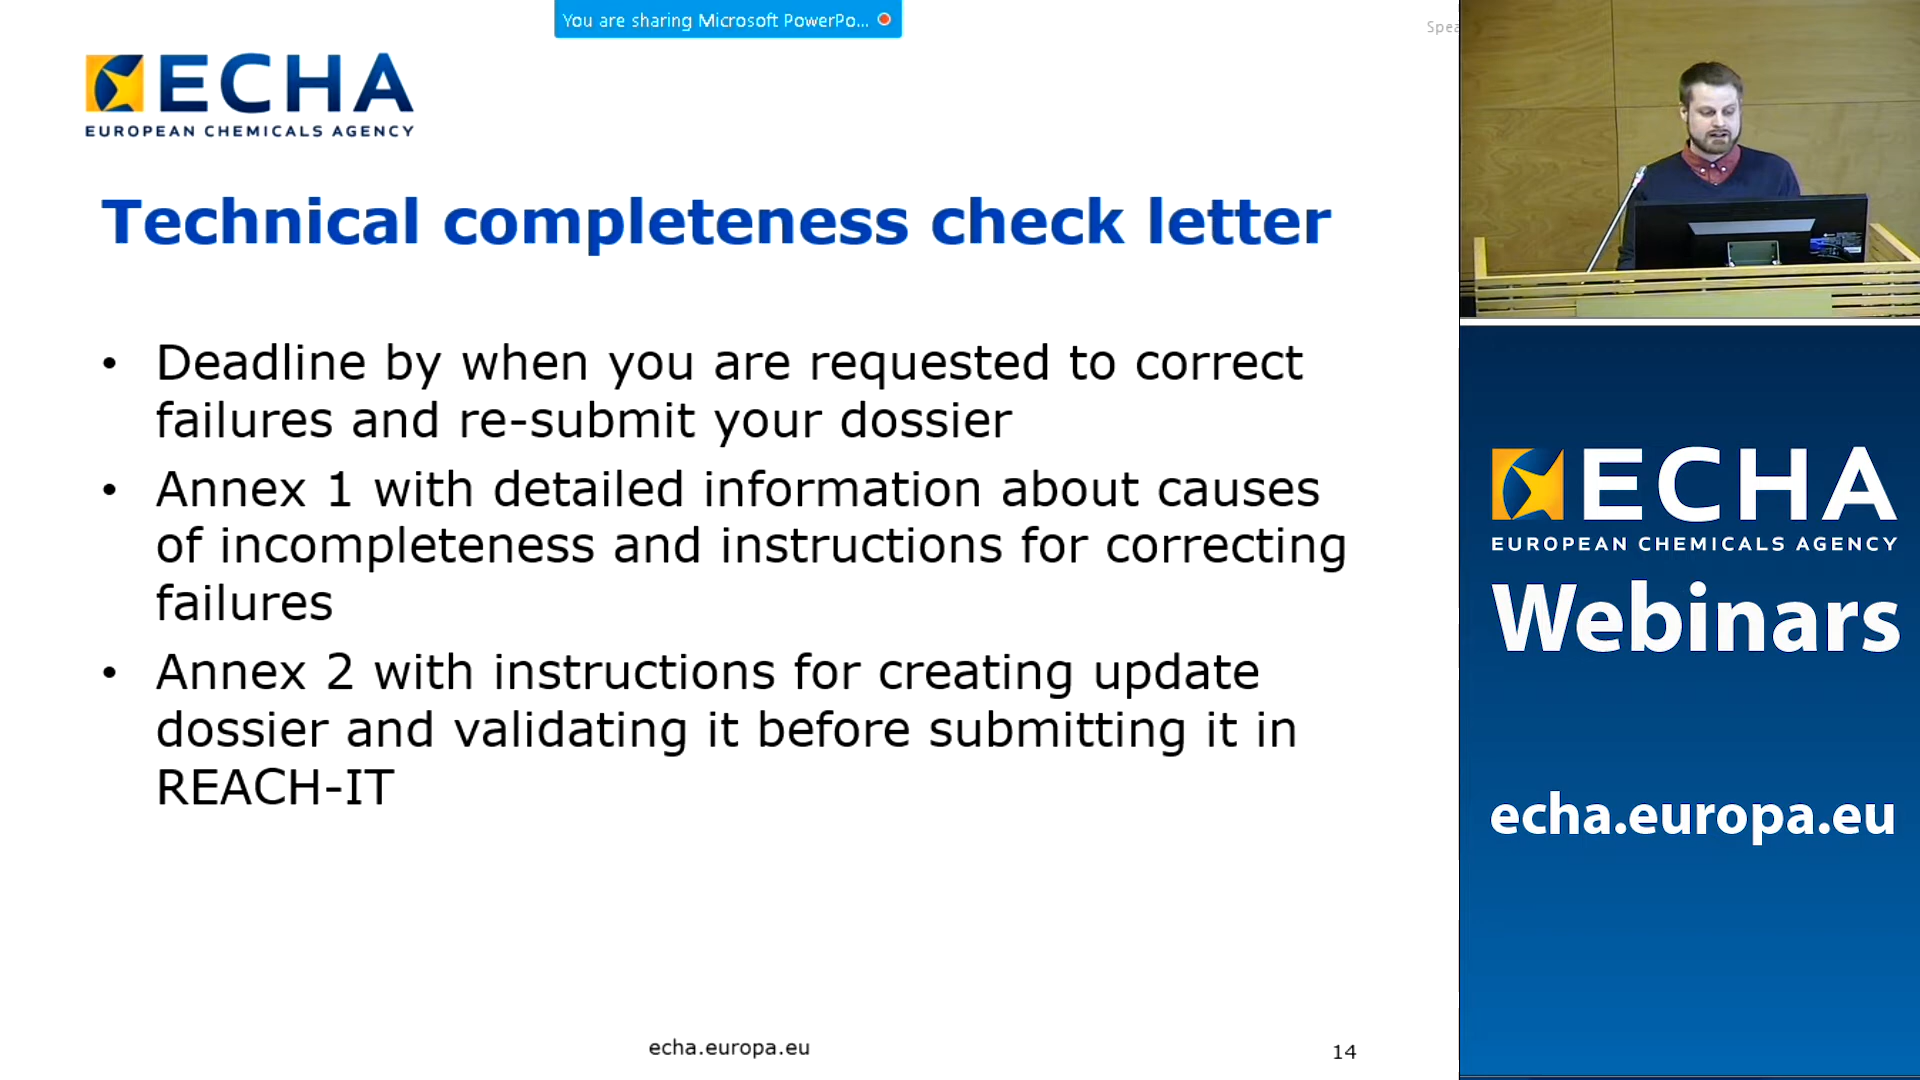 You are sharing Microsoft PowerPo...
Spea
ECHA
EUROPEAN CHEMICALS AGENCY
Technical completeness check letter
• Deadline by when you are requested to correct
failures and re-submit your dossier
• Annex 1 with detailed information about causes
of incompleteness and instructions for correcting
failures
• Annex 2 with instructions for creating update
dossier and validating it before submitting it in
REACH-IT
echa.europa.eu
14
ECHA
EUROPEAN CHEMICALS AGENCY
Webinars
echa.europa.eu